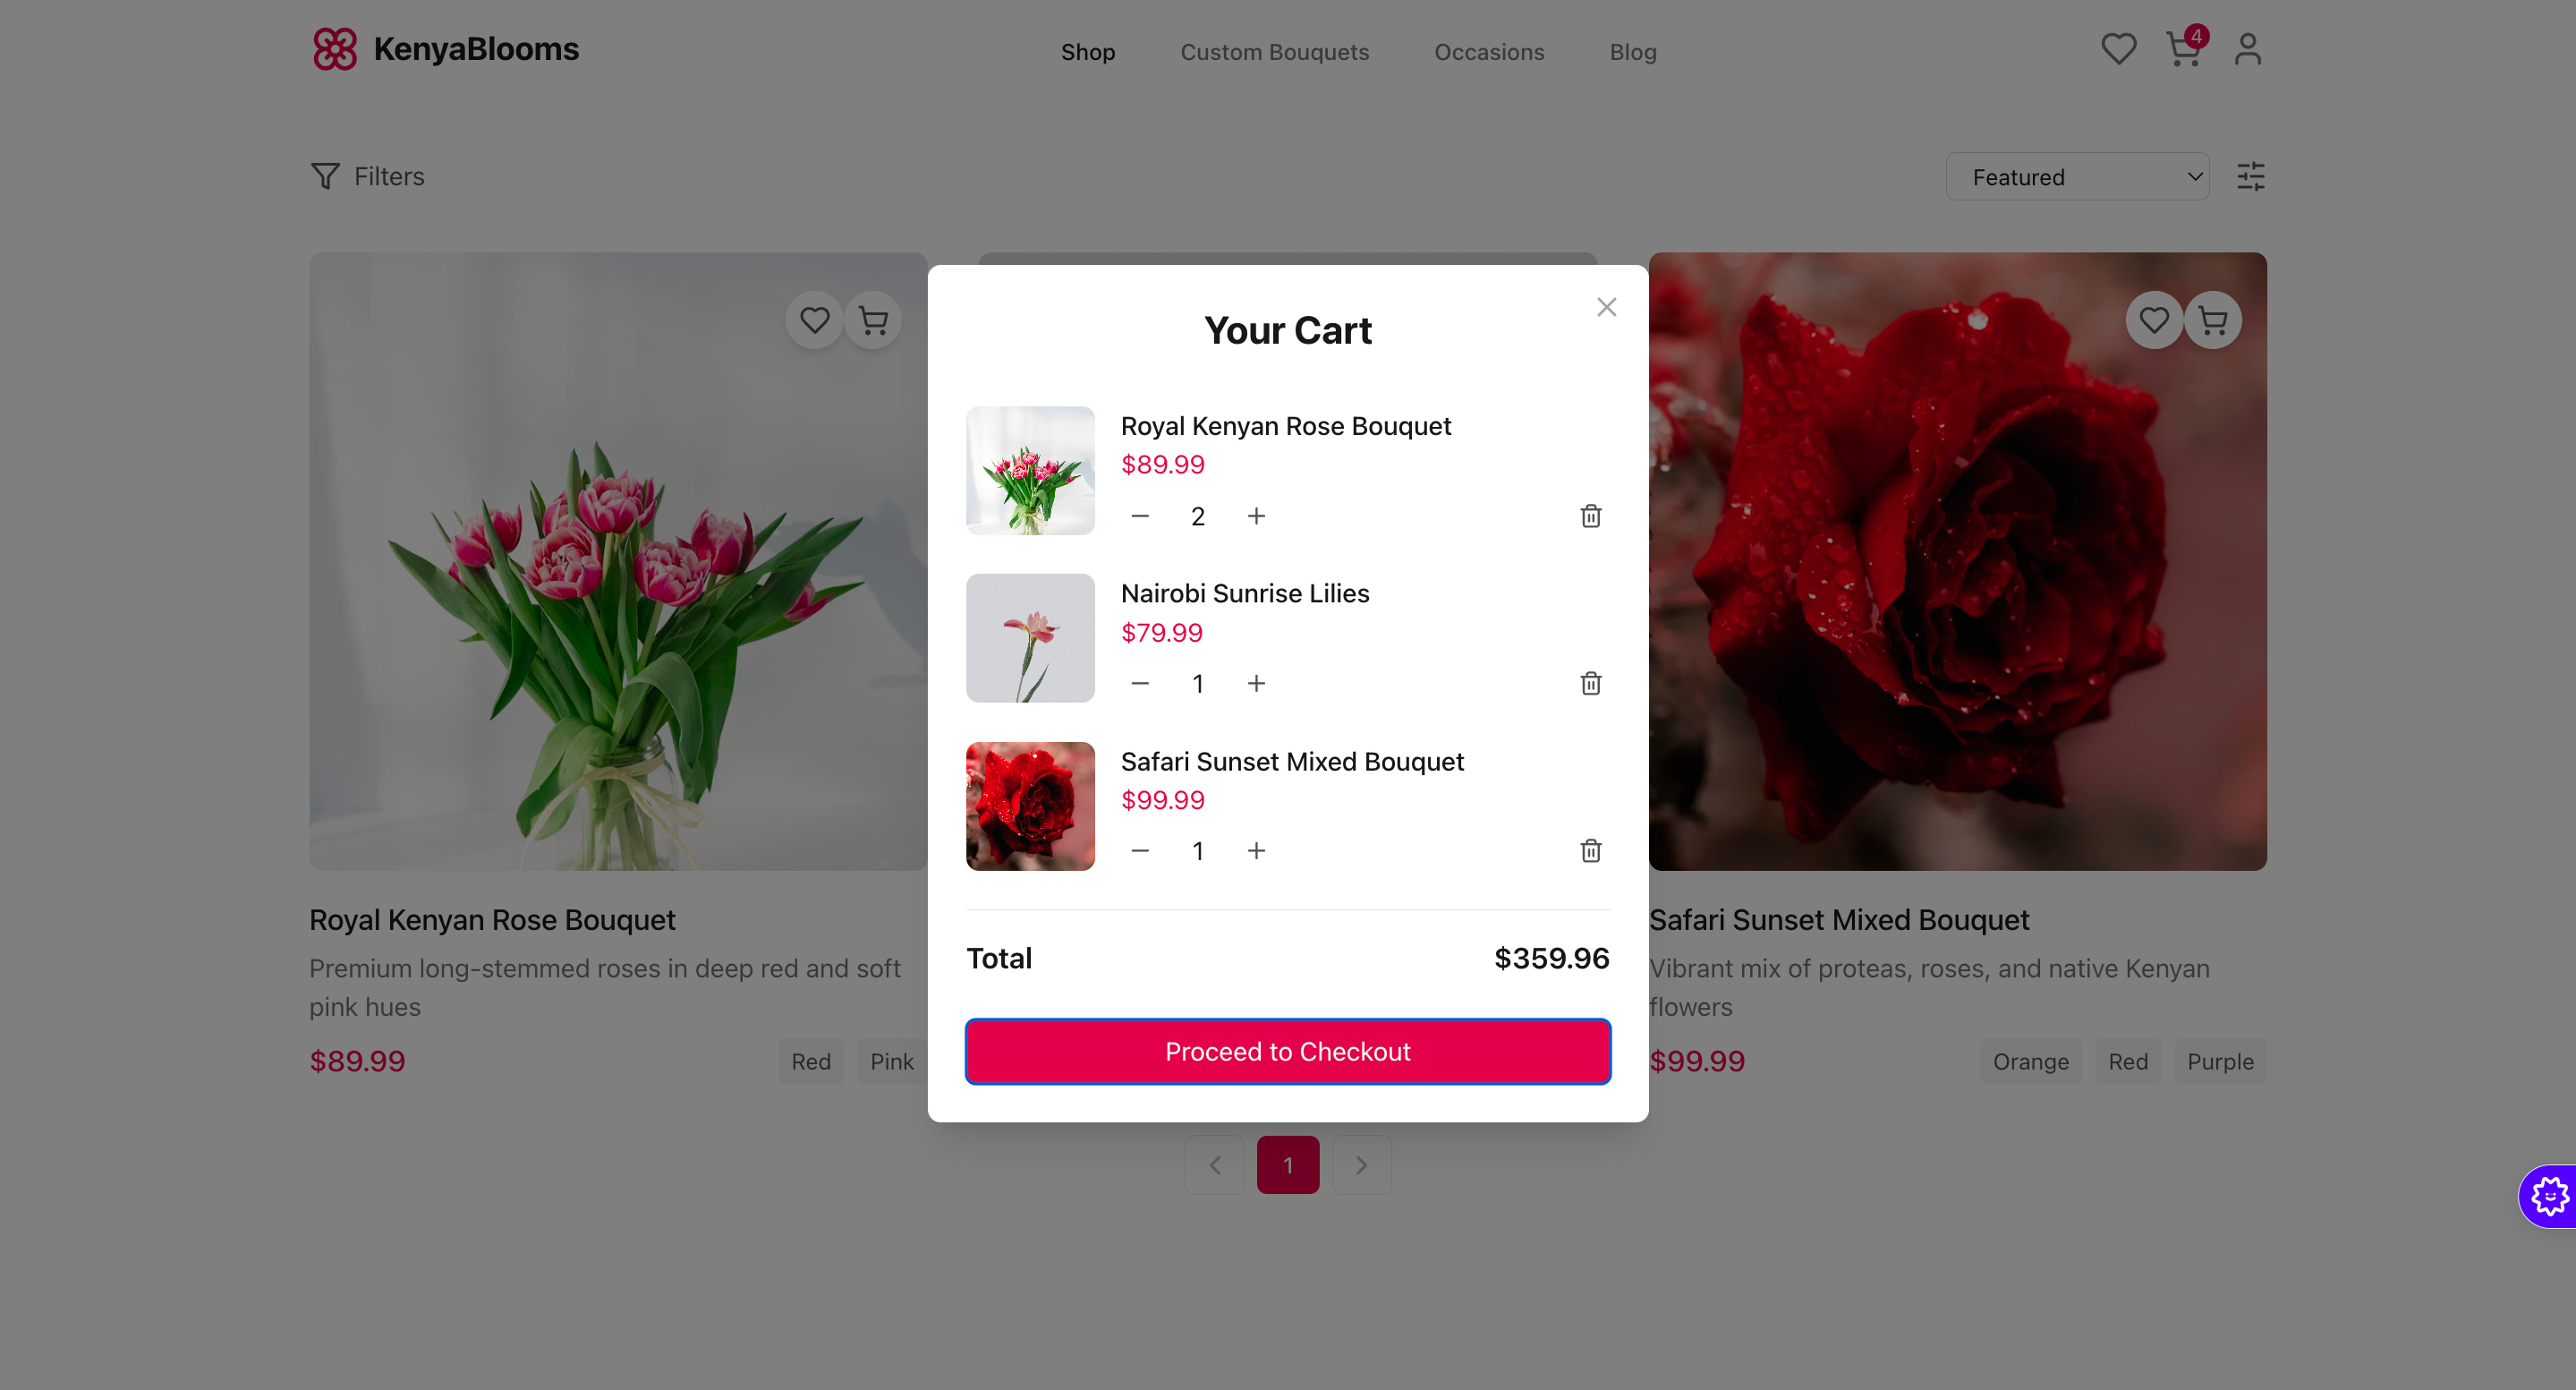 KenyaBlooms
Shop
Custom Bouquets
Occasions
Blog
4
Filters
Featured
Your Cart
Royal Kenyan Rose Bouquet
$89.99
2
Nairobi Sunrise Lilies
$79.99
1
Safari Sunset Mixed Bouquet
$99.99
1
Total
$359.96
Proceed to Checkout
Royal Kenyan Rose Bouquet
Premium long-stemmed roses in deep red and soft
pink hues
$89.99
Red
Pink
Safari Sunset Mixed Bouquet
Vibrant mix of proteas, roses, and native Kenyan
flowers
$99.99
Orange
Red
Purple
1